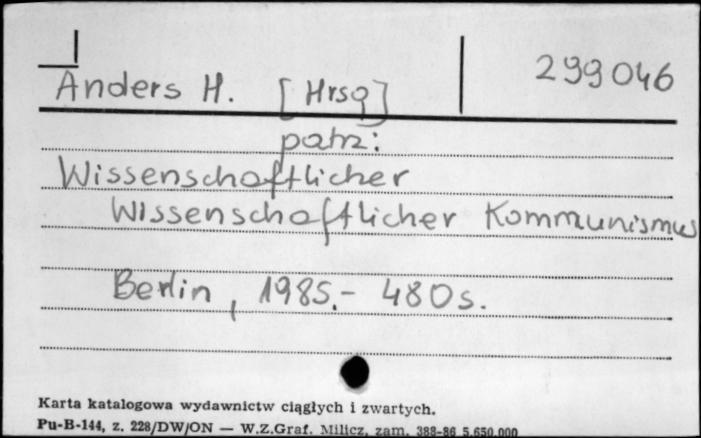 299046
Anders H. [Hrsg]
patrz:
Wissenschaftlicher
Wissenschaftlicher Kommunismus
Berlin, 1985.- 480s.
Karta katalogowa wydawnictw ciągłych i zwartych.
Pu-B-144, z. 228/DW/ON — W.Z.Graf. Milicz, zam. 388-86 5.650.000